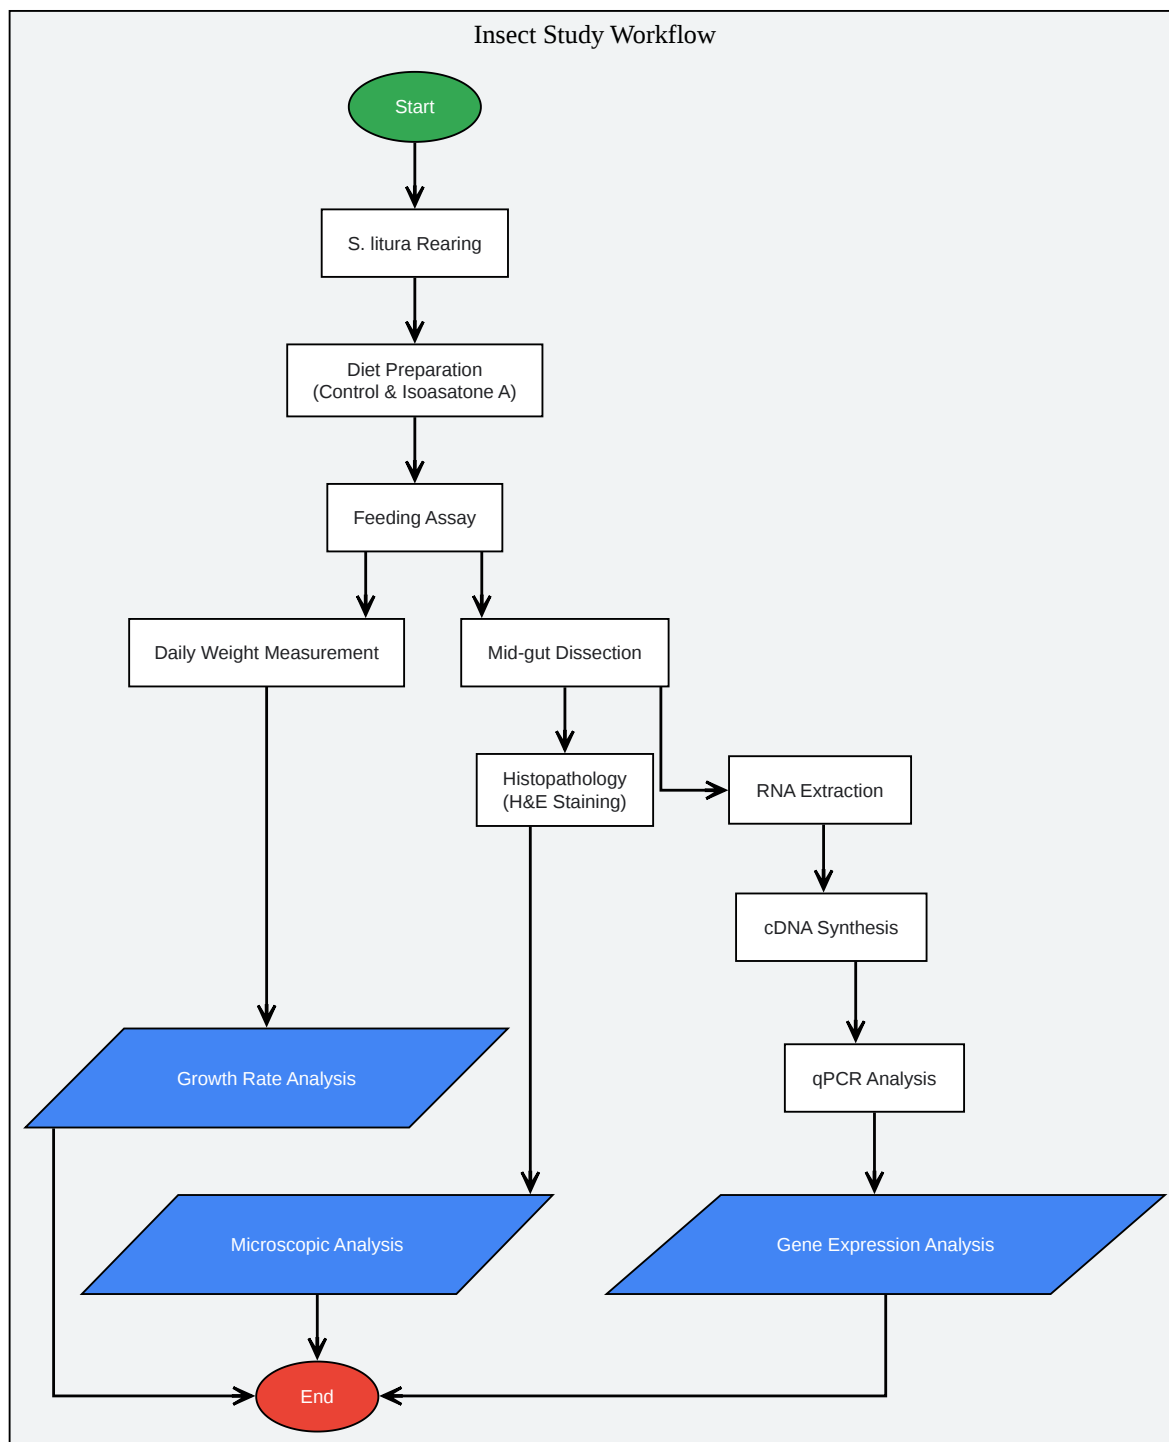 Insect Study Workflow
Start
S. litura Rearing
Diet Preparation
(Control & Isoasatone A)
Feeding Assay
Daily Weight Measurement
Mid-gut Dissection
Histopathology
(H&E Staining)
RNA Extraction
cDNA Synthesis
Growth Rate Analysis
qPCR Analysis
Microscopic Analysis
Gene Expression Analysis
End